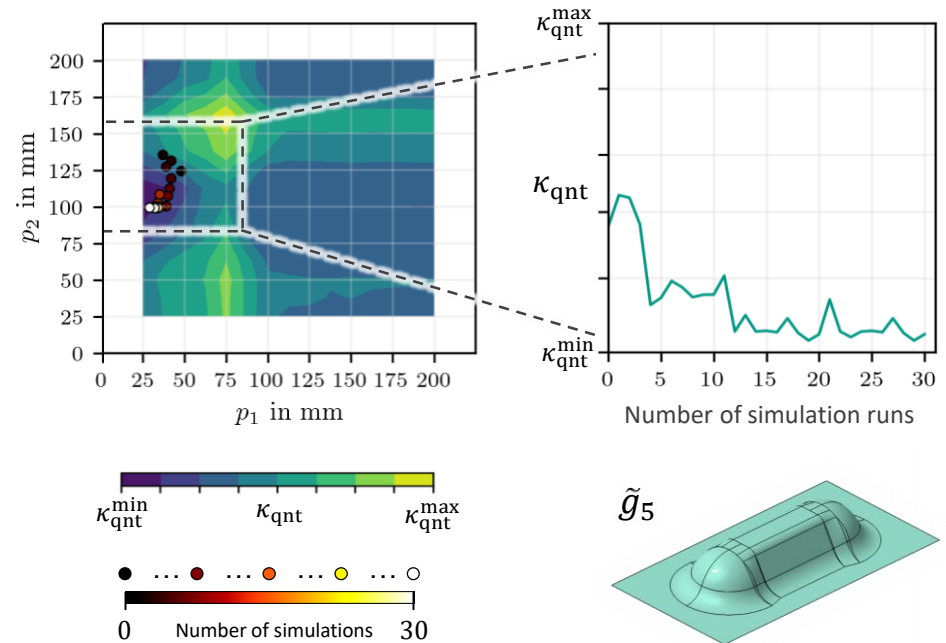 200
175
150
125
100
75
50
25
0
p₂ in mm
0 25 50 75 100 125 150 175 200
p₁ in mm
κ_qnt^max
κ_qnt
κ_qnt^min
0 5 10 15 20 25 30
Number of simulation runs
κ_qnt^min κ_qnt κ_qnt^max
... ... ... ...
0 Number of simulations 30
g̃₅